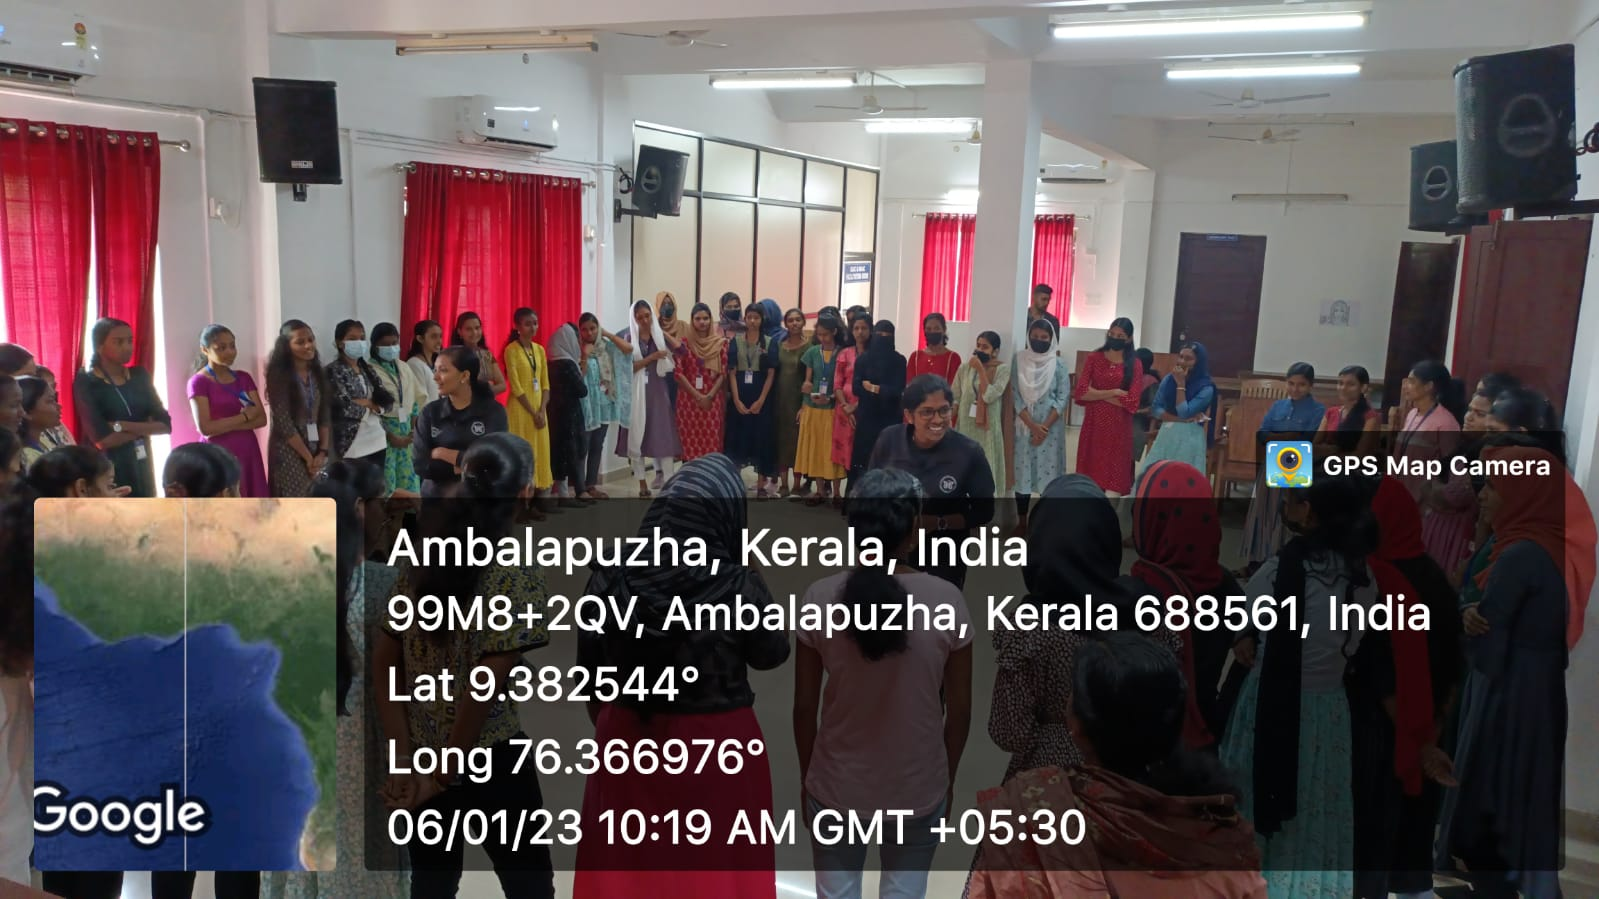 GPS Map Camera
Ambalapuzha, Kerala, India
99M8+2QV, Ambalapuzha, Kerala 688561, India
Lat 9.382544°
Long 76.366976°
06/01/23 10:19 AM GMT +05:30
Google